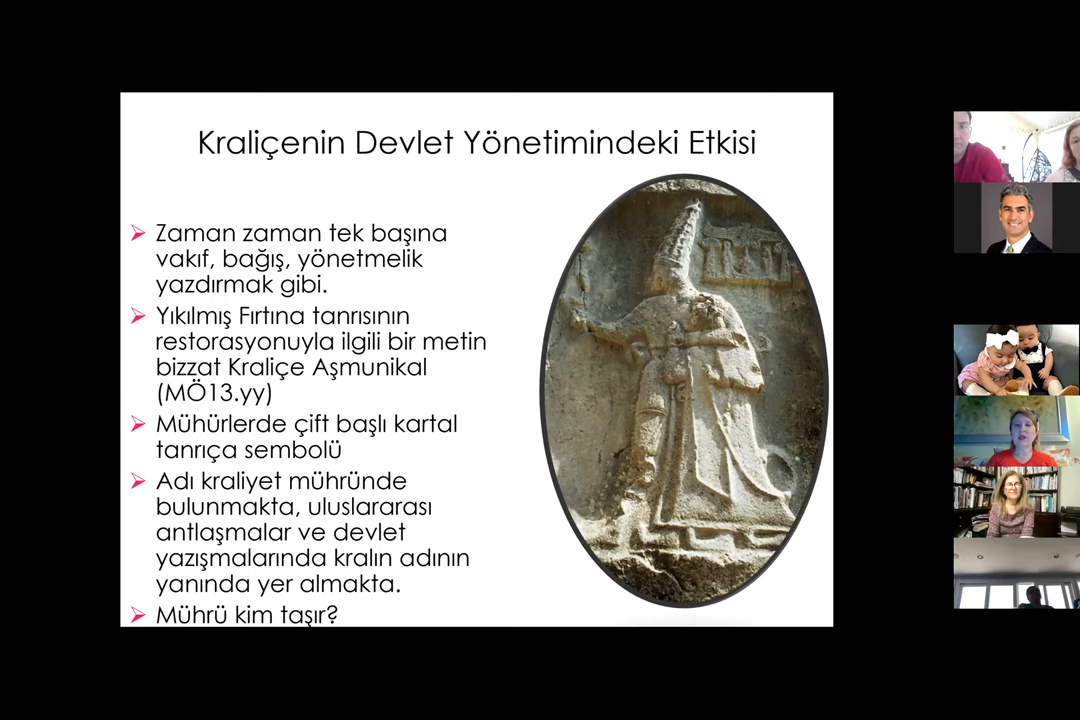 Kraliçenin Devlet Yönetimindeki Etkisi
Zaman zaman tek başına
vakıf, bağış, yönetmelik
yazdırmak gibi.
Yıkılmış Fırtına tanrısının
restorasyonuyla ilgili bir metin
bizzat Kraliçe Aşmunikal
(MÖ13.yy)
Mühürlerde çift başlı kartal
tanrıça sembolü
Adı kraliyet mühründe
bulunmakta, uluslararası
antlaşmalar ve devlet
yazışmalarında kralın adının
yanında yer almakta.
Mührü kim taşır?